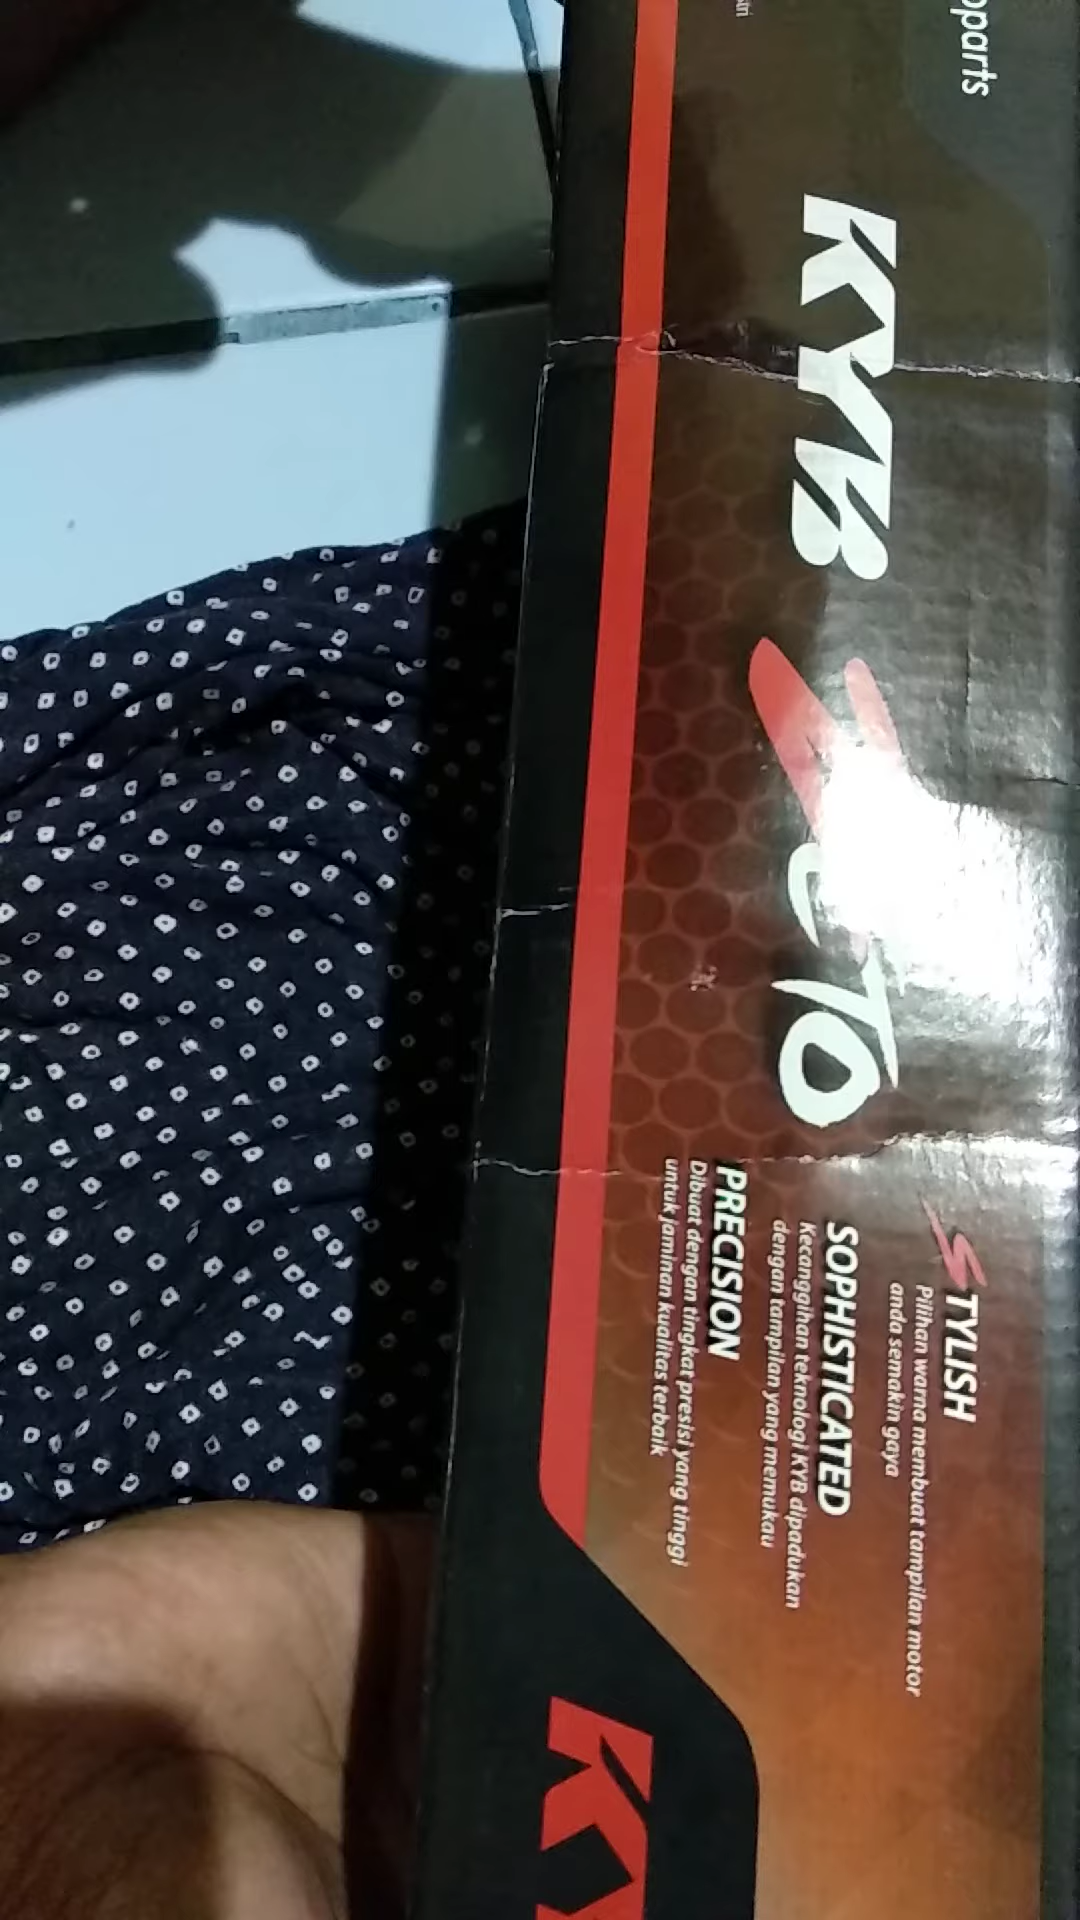 KYB
STYLISH
Pilihan warna membuat tampilan motor
anda semakin gaya
SOPHISTICATED
Kecanggihan teknologi KYB dipadukan
dengan tampilan yang memukau
PRECISION
Dibuat dengan tingkat presisi yang tinggi
untuk jaminan kualitas terbaik